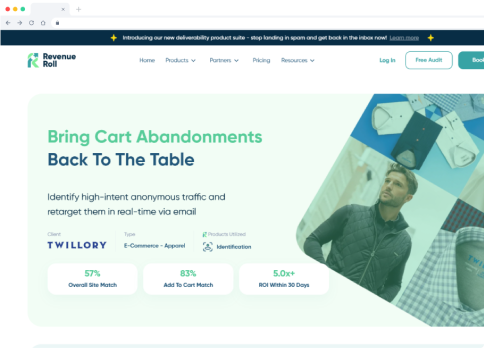 Introducing our new deliverability product suite - stop landing in spam and get back in the inbox now! Learn more
Revenue
Roll
Home Products Partners Pricing Resources Log In Free Audit Book
Bring Cart Abandonments
Back To The Table
Identify high-intent anonymous traffic and
retarget them in real-time via email
Client Type Products Utilized
TWILLORY E-Commerce - Apparel Identification
57% 83% 5.0x+
Overall Site Match Add To Cart Match ROI Within 30 Days